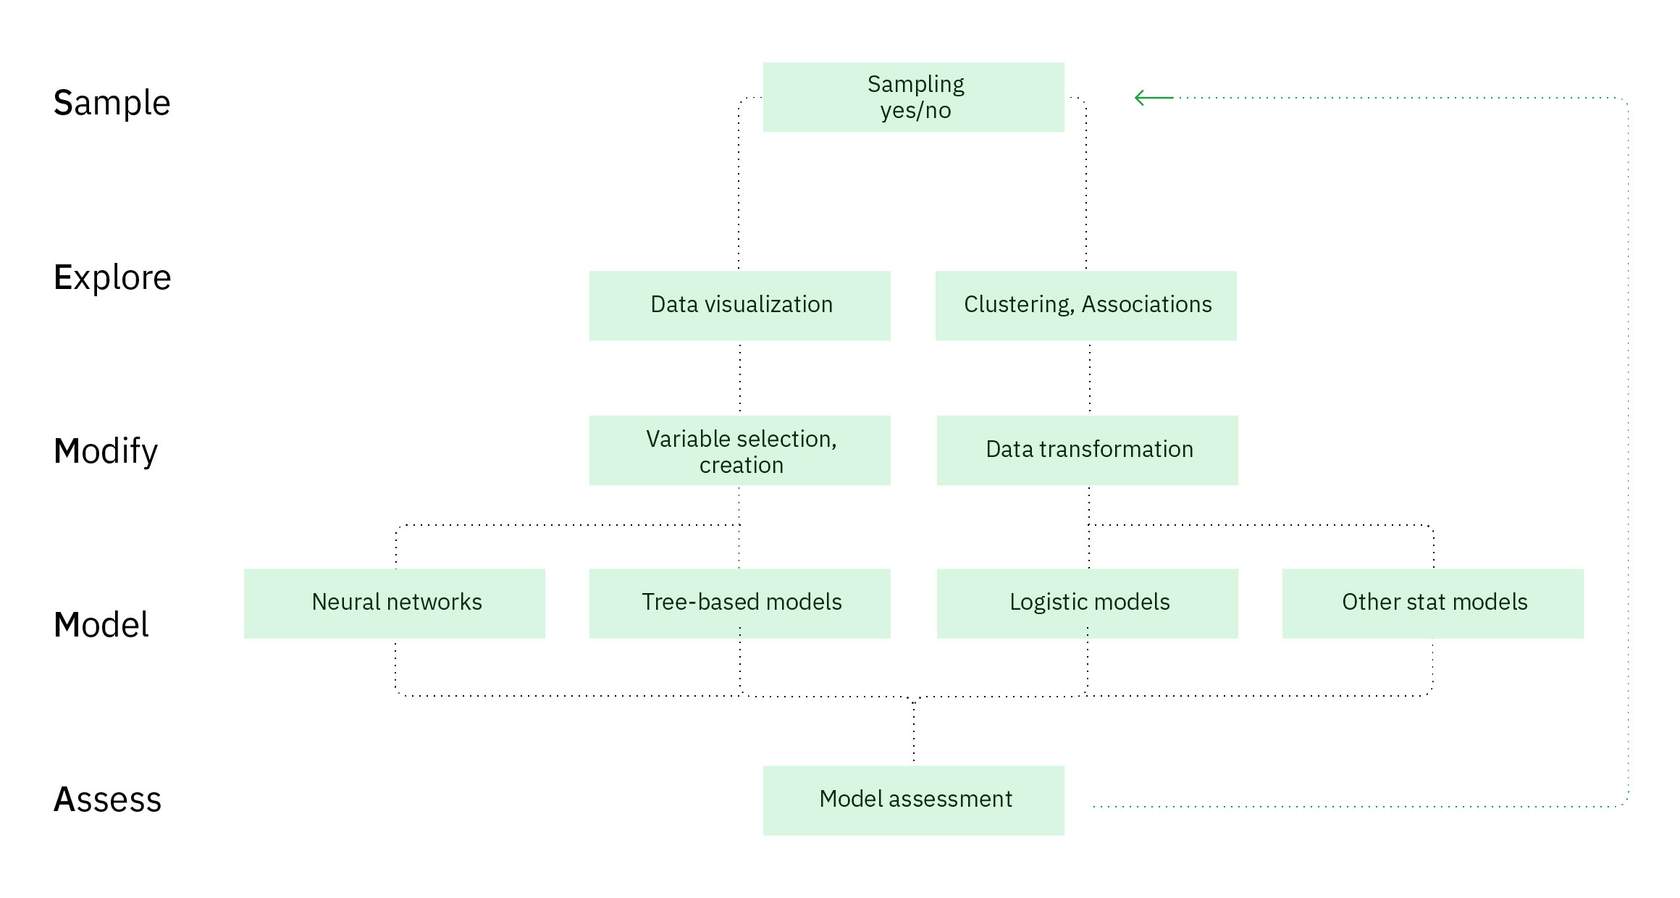 Sample
Sampling
yes/no
Explore
Data visualization
Clustering, Associations
Modify
Variable selection,
creation
Data transformation
Model
Neural networks
Tree-based models
Logistic models
Other stat models
Assess
Model assessment